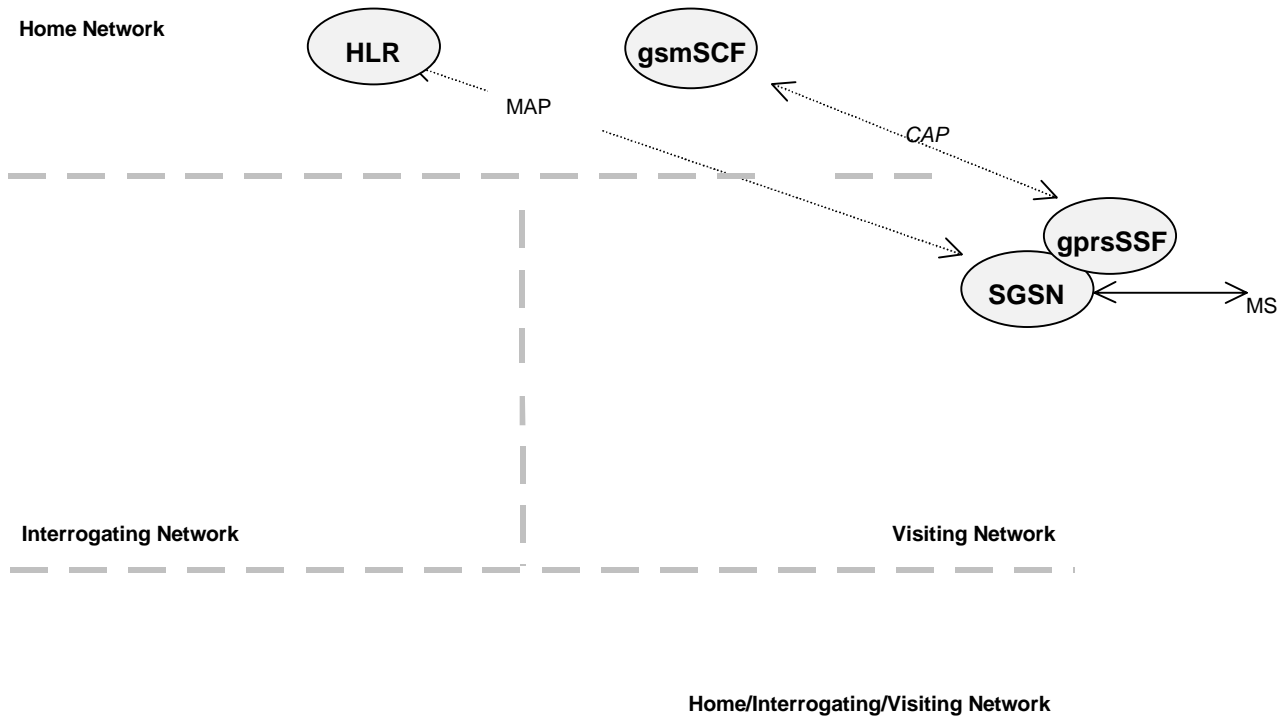 Home Network
HLR
gsmSCF
MAP
CAP
gprsSSF
SGSN
MS
Interrogating Network
Visiting Network
Home/Interrogating/Visiting Network